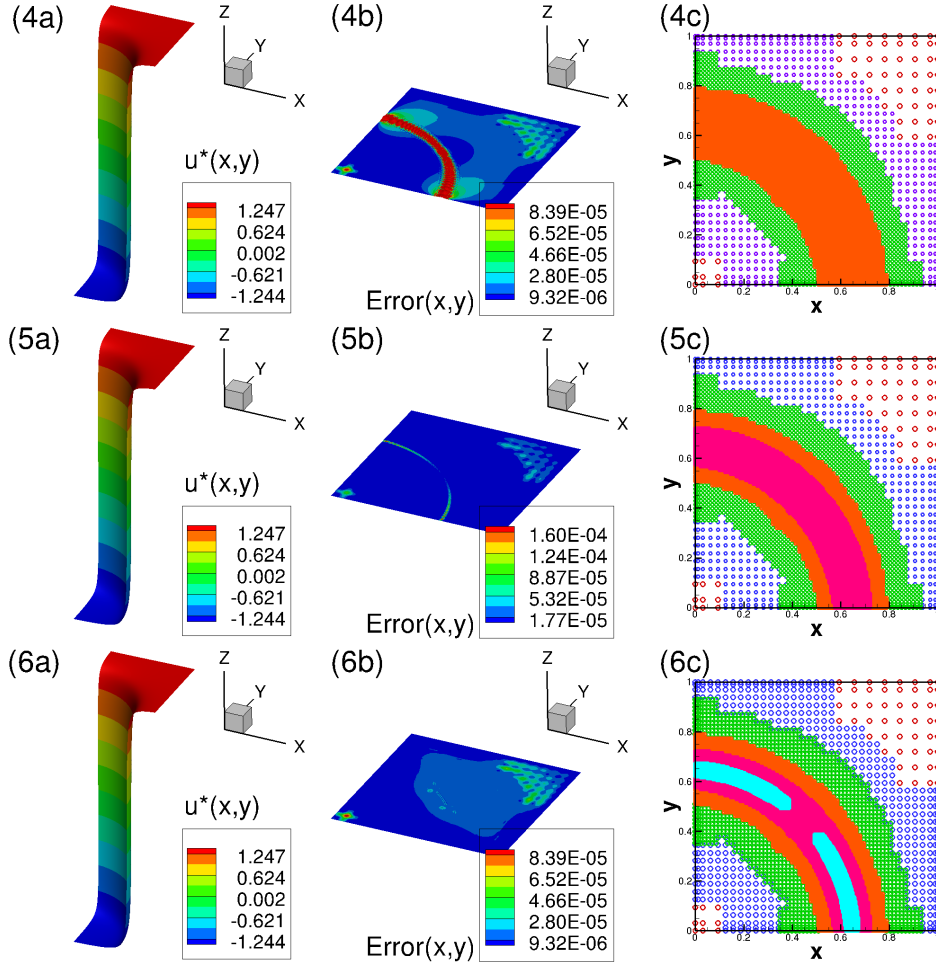 (4a)
Z
Y
X
u*(x,y)
1.247
0.624
0.002
-0.621
-1.244
(4b)
Z
Y
X
Error(x,y)
8.39E-05
6.52E-05
4.66E-05
2.80E-05
9.32E-06
(4c)
y
1
0.8
0.6
0.4
0.2
0
0
0.2
0.4
0.6
0.8
x
(5a)
Z
Y
X
u*(x,y)
1.247
0.624
0.002
-0.621
-1.244
(5b)
Z
Y
X
Error(x,y)
1.60E-04
1.24E-04
8.87E-05
5.32E-05
1.77E-05
(5c)
y
1
0.8
0.6
0.4
0.2
0
0
0.2
0.4
0.6
0.8
x
(6a)
Z
Y
X
u*(x,y)
1.247
0.624
0.002
-0.621
-1.244
(6b)
Z
Y
X
Error(x,y)
8.39E-05
6.52E-05
4.66E-05
2.80E-05
9.32E-06
(6c)
y
1
0.8
0.6
0.4
0.2
0
0
0.2
0.4
0.6
0.8
x